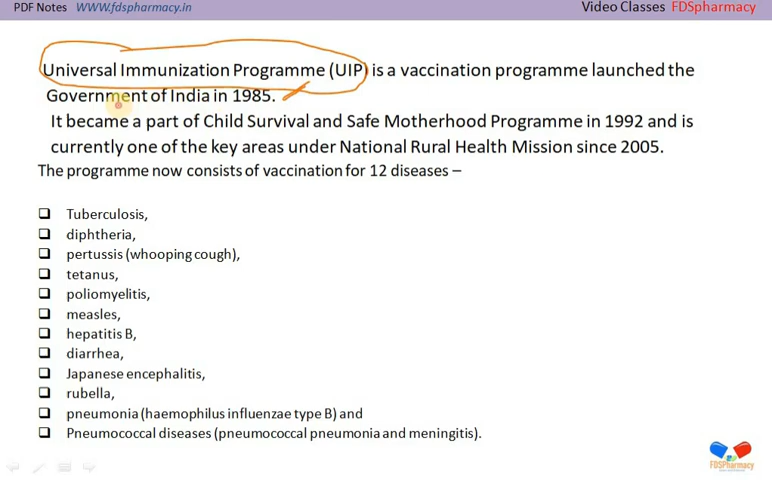 PDF Notes WWW.fdspharmacy.in
Video Classes FDSpharmacy
Universal Immunization Programme (UIP) is a vaccination programme launched the
Government of India in 1985.
It became a part of Child Survival and Safe Motherhood Programme in 1992 and is
currently one of the key areas under National Rural Health Mission since 2005.
The programme now consists of vaccination for 12 diseases –
Tuberculosis,
diphtheria,
pertussis (whooping cough),
tetanus,
poliomyelitis,
measles,
hepatitis B,
diarrhea,
Japanese encephalitis,
rubella,
pneumonia (haemophilus influenzae type B) and
Pneumococcal diseases (pneumococcal pneumonia and meningitis).
FDSPharmacy